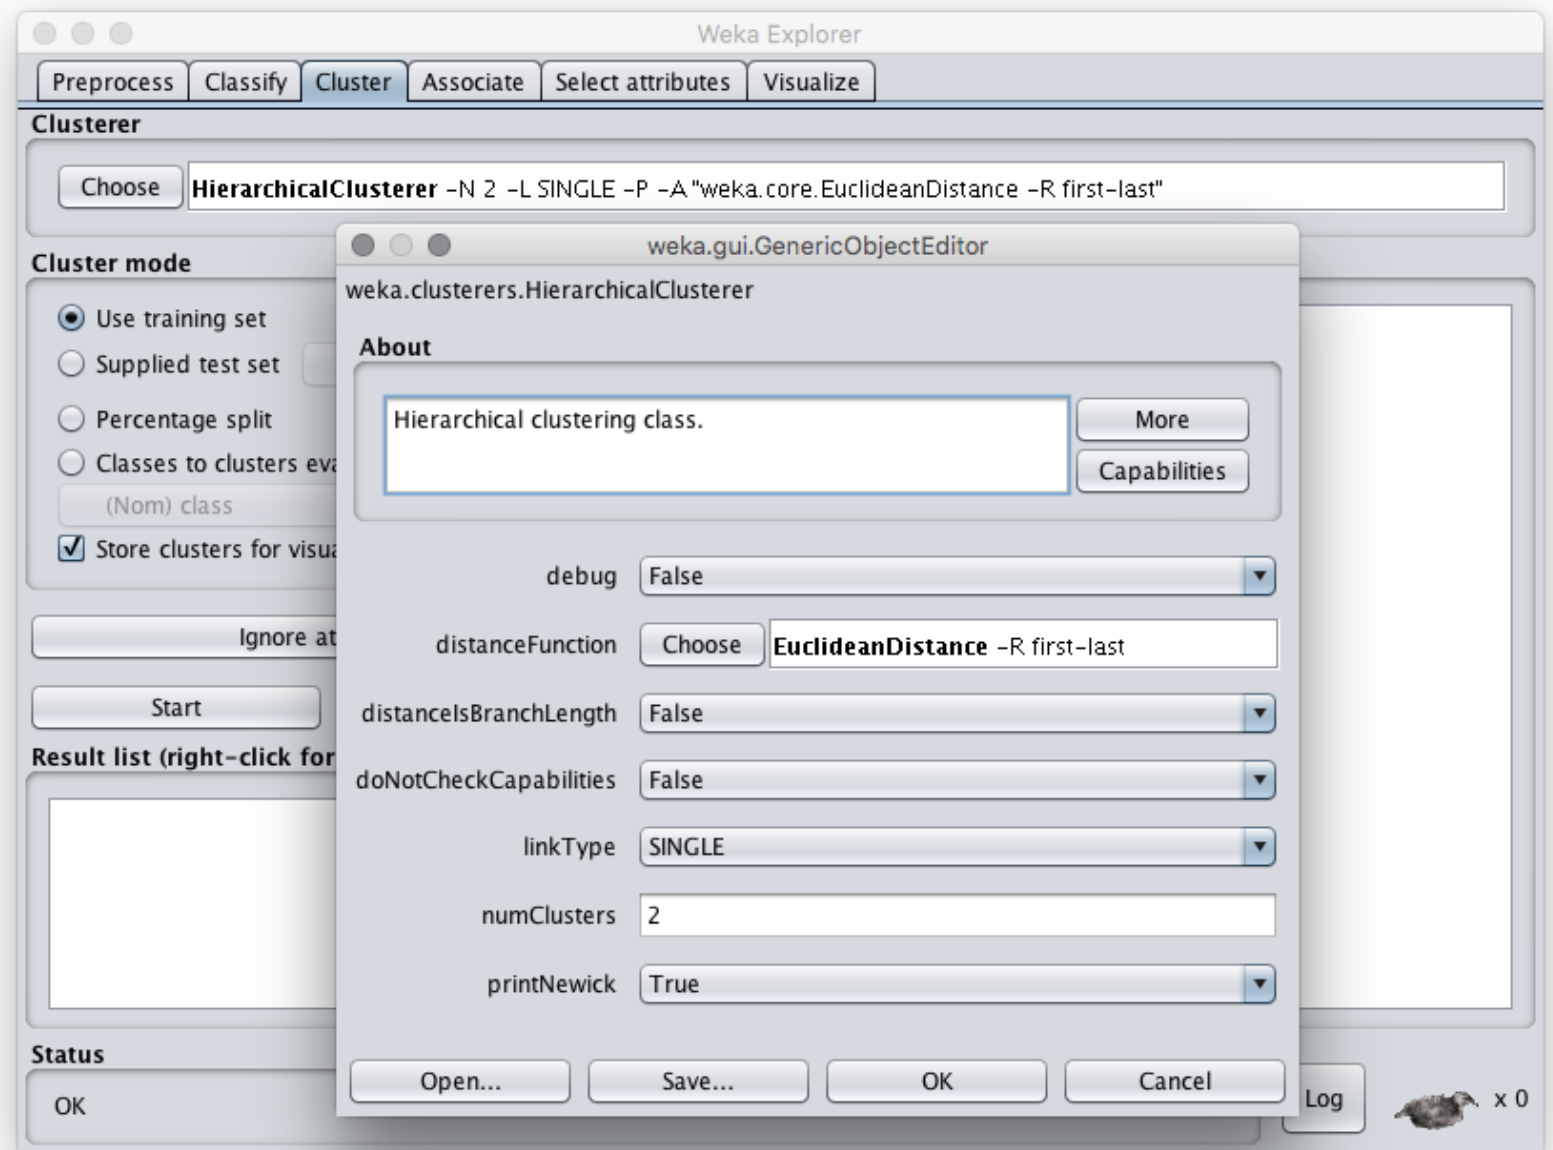 Weka Explorer
Preprocess Classify Cluster Associate Select attributes Visualize
Clusterer
Choose HierarchicalClusterer -N 2 -L SINGLE -P -A "weka.core.EuclideanDistance -R first-last"
weka.gui.GenericObjectEditor
Cluster mode
weka.clusterers.HierarchicalClusterer
Use training set
About
Supplied test set
Hierarchical clustering class.
More
Percentage split
Classes to clusters eva
Capabilities
(Nom) class
Store clusters for visua
debug False
Ignore at
distanceFunction Choose EuclideanDistance -R first-last
Start
distanceIsBranchLength False
Result list (right-click for
doNotCheckCapabilities False
linkType SINGLE
numClusters 2
printNewick True
Status
Open... Save... OK Cancel
OK
Log x 0